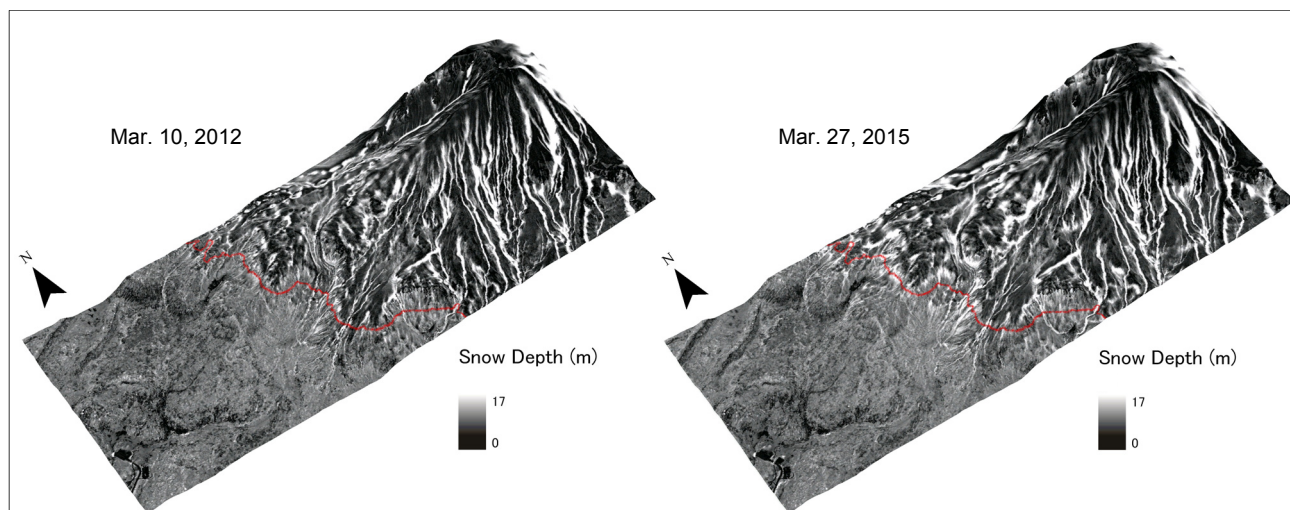 Mar. 10, 2012
N
Snow Depth (m)
17
0
Mar. 27, 2015
N
Snow Depth (m)
17
0